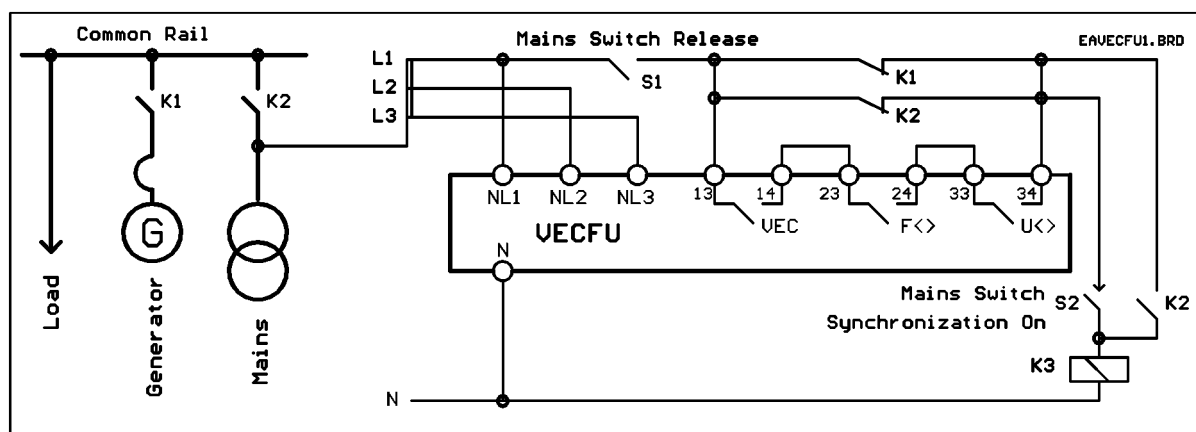 Common Rail
Mains Switch Release
EAVECFU1.BRD
L1
L2
L3
S1
K1
K2
K1
K2
NL1
NL2
NL3
13
14
23
24
33
34
VEC
F<>
U<>
VECFU
G
N
Load
Generator
Mains
Mains Switch
Synchronization On
S2
K2
K3
N